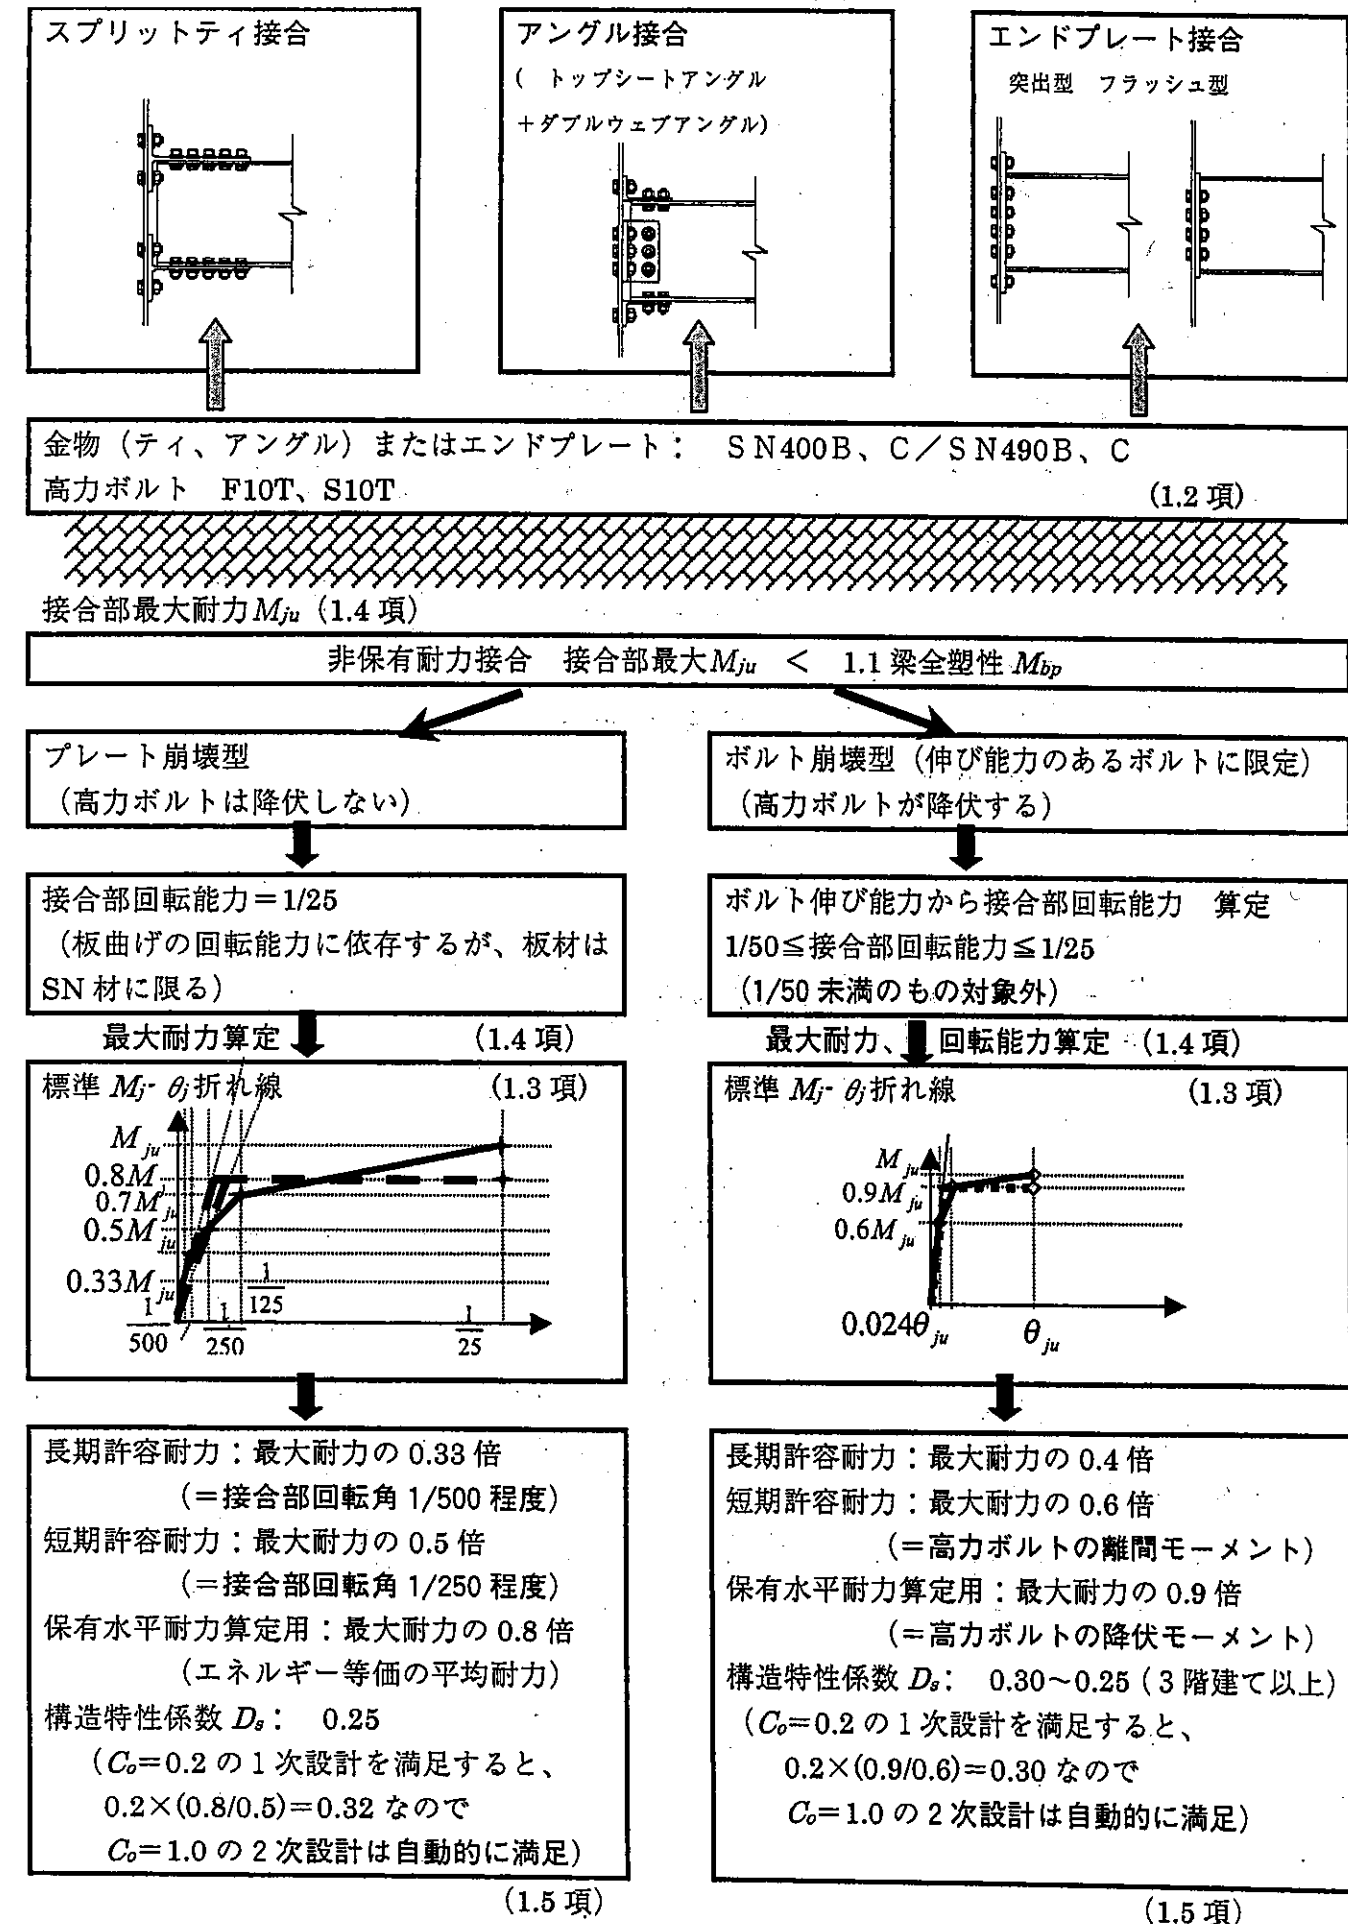 スプリットティ接合
アングル接合
( トップシートアングル
+ダブルウェブアングル)
エンドプレート接合
突出型 フラッシュ型
金物（ティ、アングル）またはエンドプレート： SN400B、C／SN490B、C
高力ボルト F10T、S10T
(1.2 項)
接合部最大耐力Mju（1.4 項）
非保有耐力接合 接合部最大Mju ＜ 1.1 梁全塑性 Mbp
プレート崩壊型
（高力ボルトは降伏しない）
接合部回転能力＝1/25
（板曲げの回転能力に依存するが、板材は
SN 材に限る）
最大耐力算定
(1.4 項)
標準 Mj- θj折れ線
(1.3 項)
Mju
0.8M
0.7Mju
0.5Mju
0.33Mju
1/500
1/250
1/125
1/25
長期許容耐力：最大耐力の 0.33 倍
（＝接合部回転角 1/500 程度）
短期許容耐力：最大耐力の 0.5 倍
（＝接合部回転角 1/250 程度）
保有水平耐力算定用：最大耐力の 0.8 倍
（エネルギー等価の平均耐力）
構造特性係数 Ds： 0.25
（Co＝0.2 の 1 次設計を満足すると、
0.2×(0.8/0.5)＝0.32 なので
Co＝1.0 の 2 次設計は自動的に満足）
(1.5 項)
ボルト崩壊型（伸び能力のあるボルトに限定）
（高力ボルトが降伏する）
ボルト伸び能力から接合部回転能力 算定
1/50≦接合部回転能力≦1/25
（1/50 未満のもの対象外）
最大耐力、 回転能力算定 (1.4 項)
標準 Mj- θj折れ線
(1.3 項)
Mju
0.9Mju
0.6Mju
0.024θju
θju
長期許容耐力：最大耐力の 0.4 倍
短期許容耐力：最大耐力の 0.6 倍
（＝高力ボルトの離間モーメント）
保有水平耐力算定用：最大耐力の 0.9 倍
（＝高力ボルトの降伏モーメント）
構造特性係数 Ds： 0.30～0.25（3 階建て以上）
（Co＝0.2 の 1 次設計を満足すると、
0.2×(0.9/0.6)＝0.30 なので
Co＝1.0 の 2 次設計は自動的に満足）
(1.5 項)